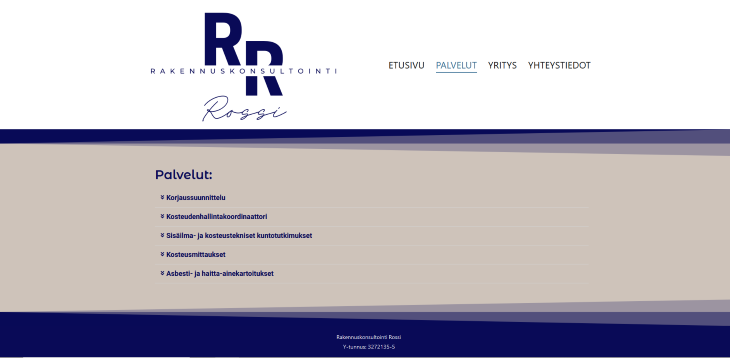 RR
RAKENNUSKONSULTOINTI
Roggi
ETUSIVU PALVELUT YRITYS YHTEYSTIEDOT
Palvelut:
Korjaussuunnittelu
Kosteudenhallintakoordinaattori
Sisäilma- ja kosteustekniset kuntotutkimukset
Kosteusmittaukset
Asbesti- ja haitta-ainekartoitukset
Rakennuskonsultointi Rossi
Y-tunnus: 3272135-5